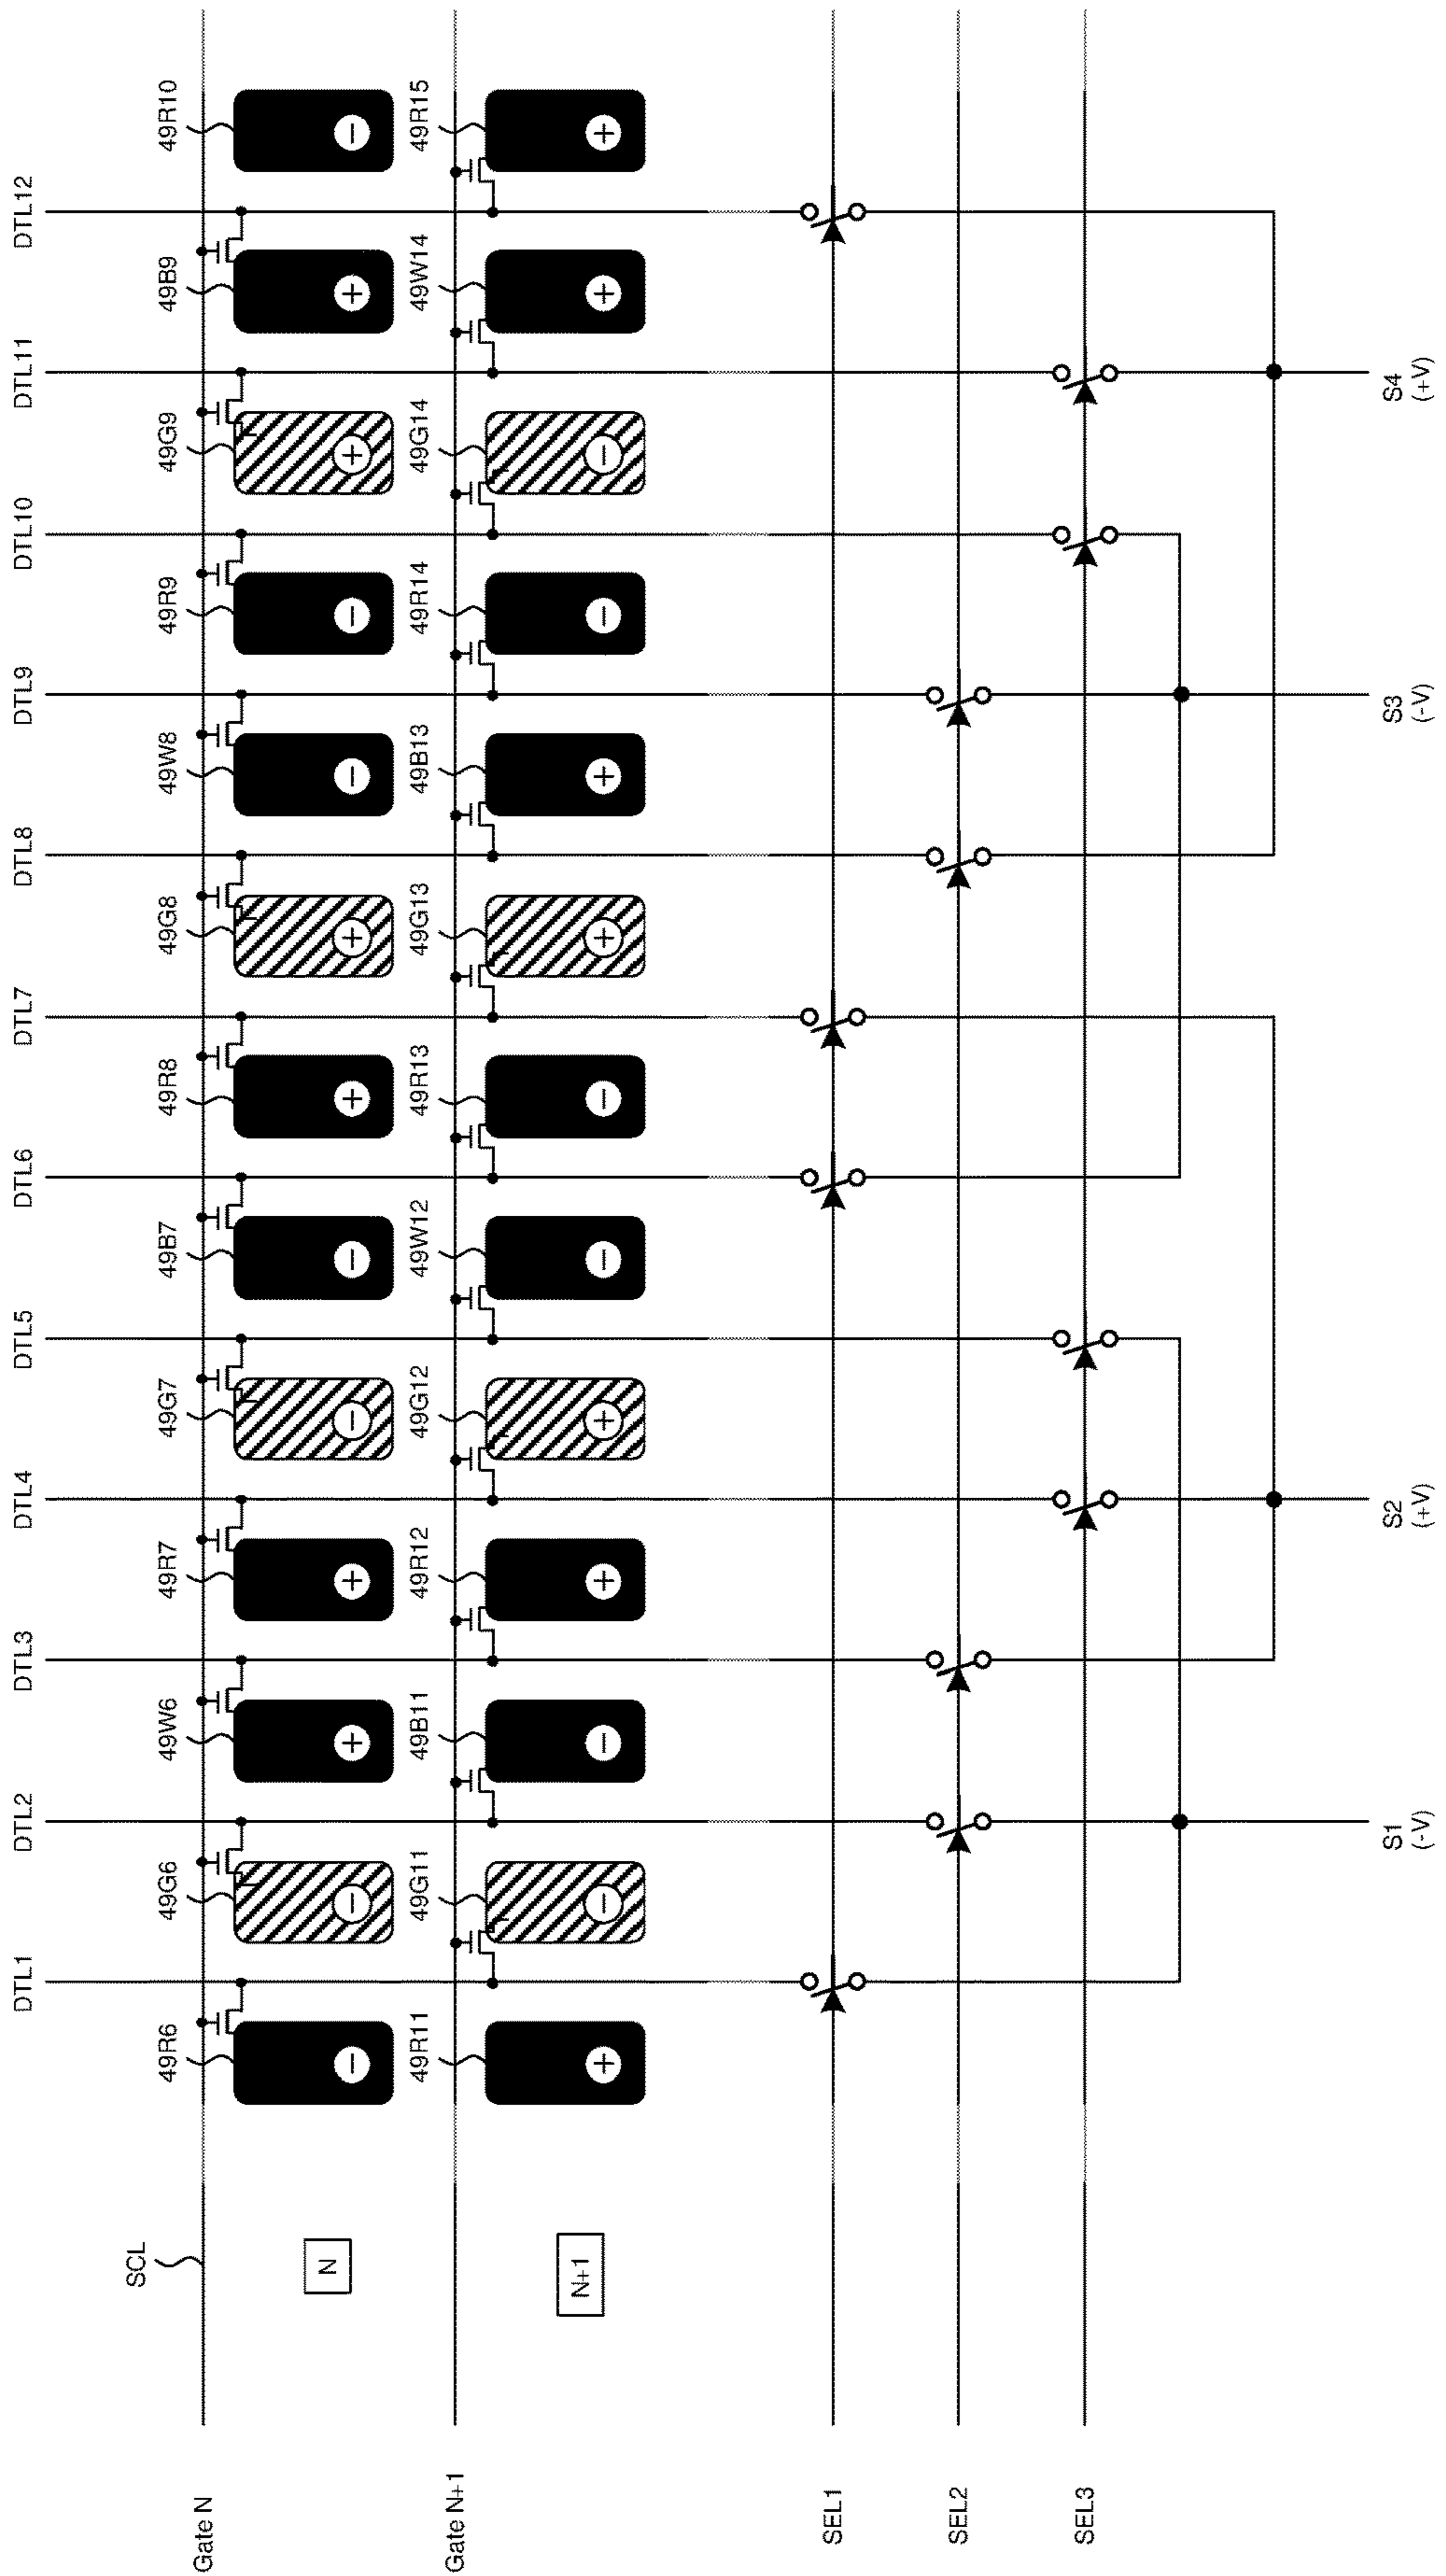 DTL1
DTL2
DTL3
DTL4
DTL5
DTL6
DTL7
DTL8
DTL9
DTL10
DTL11
DTL12
SCL
49R6
49G6
49W6
49R7
49G7
49B7
49R8
49G8
49W8
49R9
49G9
49B9
49R10
Gate N
N
− − + + − − + + − − + + −
49R11
49G11
49B11
49R12
49G12
49W12
49R13
49G13
49B13
49R14
49G14
49W14
49R15
Gate N+1
N+1
+ − − + + − − + + − − + +
SEL1
SEL2
SEL3
S1
(-V)
S2
(+V)
S3
(-V)
S4
(+V)